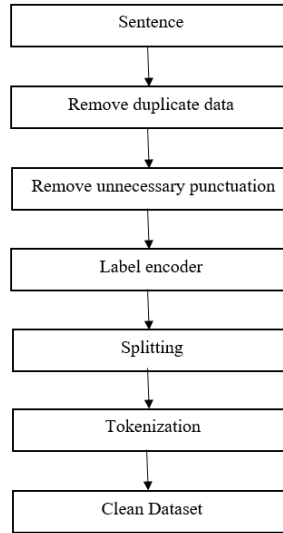 Sentence
Remove duplicate data
Remove unnecessary punctuation
Label encoder
Splitting
Tokenization
Clean Dataset